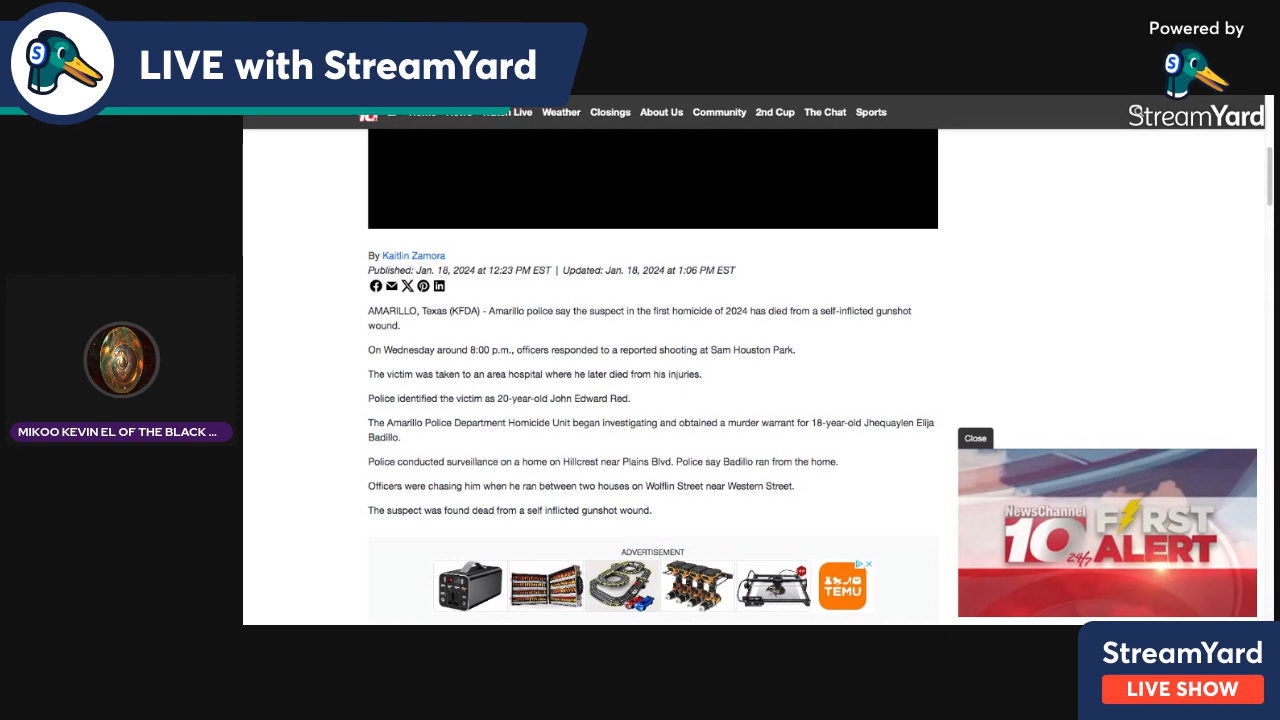 LIVE with StreamYard
Powered by
StreamYard
Live Weather Closings About Us Community 2nd Cup The Chat Sports
By Kaitlin Zamora
Published: Jan. 18, 2024 at 12:23 PM EST | Updated: Jan. 18, 2024 at 1:06 PM EST
AMARILLO, Texas (KFDA) - Amarillo police say the suspect in the first homicide of 2024 has died from a self-inflicted gunshot
wound.
On Wednesday around 8:00 p.m., officers responded to a reported shooting at Sam Houston Park.
The victim was taken to an area hospital where he later died from his injuries.
Police identified the victim as 20-year-old John Edward Red.
The Amarillo Police Department Homicide Unit began investigating and obtained a murder warrant for 18-year-old Jhequaylen Elija
Badillo.
Police conducted surveillance on a home on Hillcrest near Plains Blvd. Police say Badillo ran from the home.
Officers were chasing him when he ran between two houses on Wolflin Street near Western Street.
The suspect was found dead from a self inflicted gunshot wound.
MIKOO KEVIN EL OF THE BLACK ...
Close
NewsChannel
10
24/7
FIRST
ALERT
ADVERTISEMENT
TEMU
StreamYard
LIVE SHOW